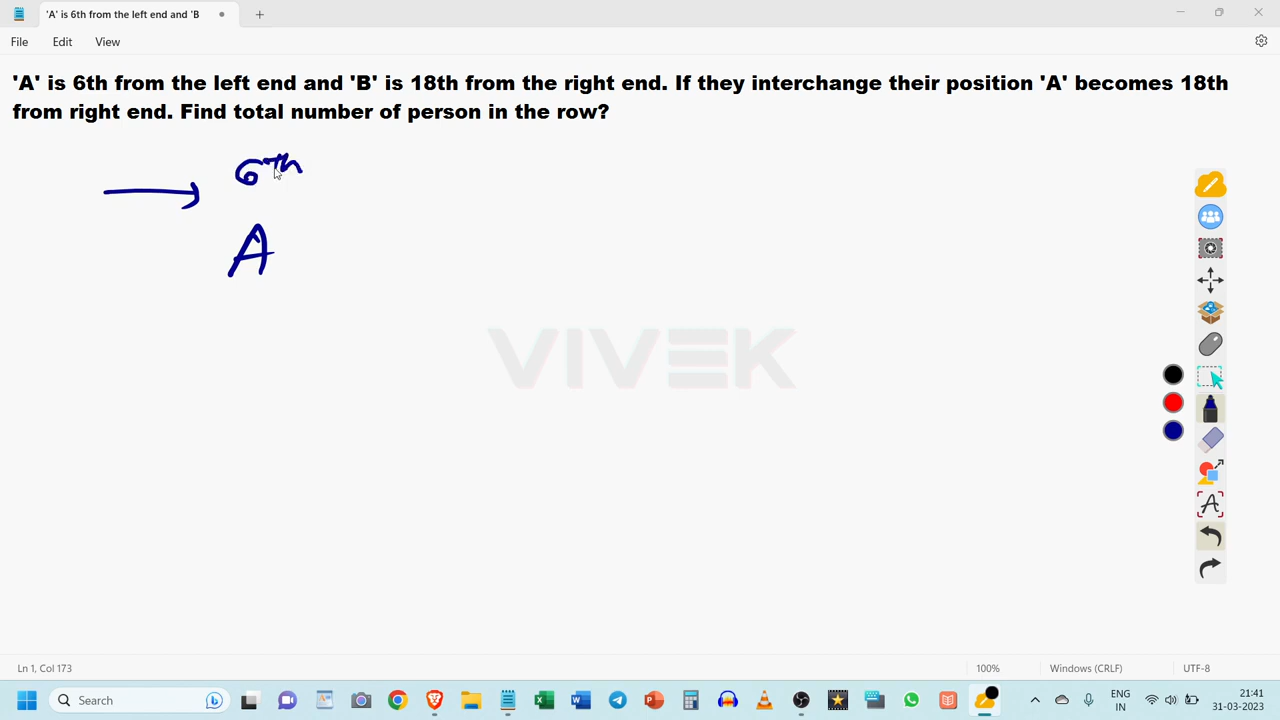 'A' is 6th from the left end and 'B
File
Edit
View
'A' is 6th from the left end and 'B' is 18th from the right end. If they interchange their position 'A' becomes 18th
from right end. Find total number of person in the row?
6th
A
VIVEK
Ln 1, Col 173
100%
Windows (CRLF)
UTF-8
Search
ENG
IN
21:41
31-03-2023